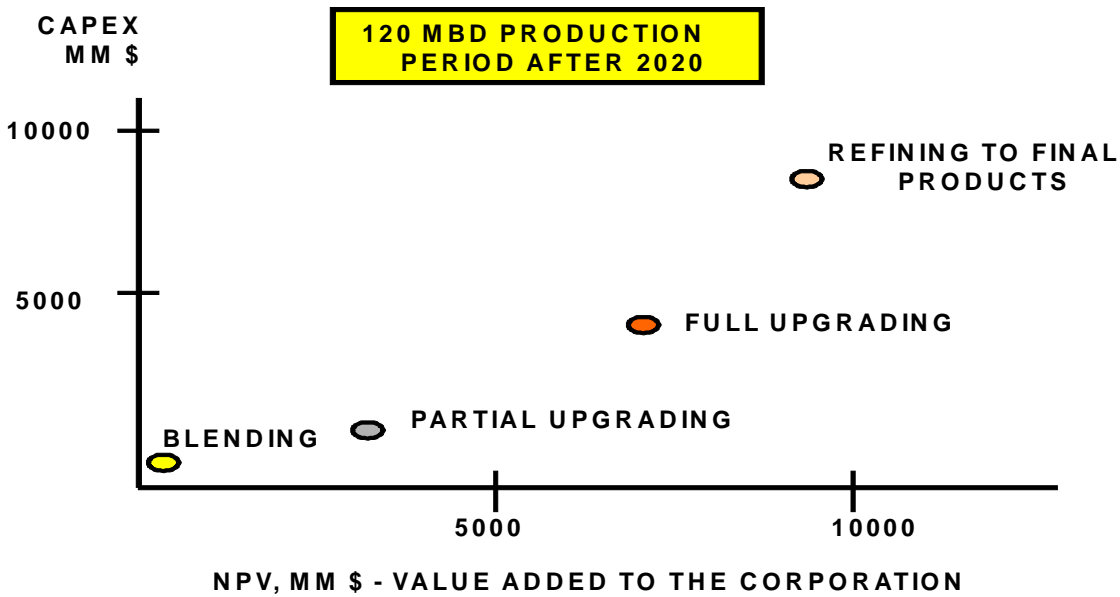 CAPEX
MM $
120 MBD PRODUCTION
PERIOD AFTER 2020
10000
REFINING TO FINAL
PRODUCTS
5000
FULL UPGRADING
PARTIAL UPGRADING
BLENDING
5000
10000
NPV, MM $ - VALUE ADDED TO THE CORPORATION